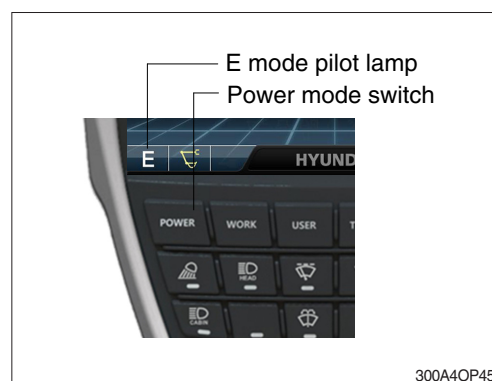 E mode pilot lamp
Power mode switch
E
HYUND
POWER WORK USER T
HEAD
CABIN
300A4OP45